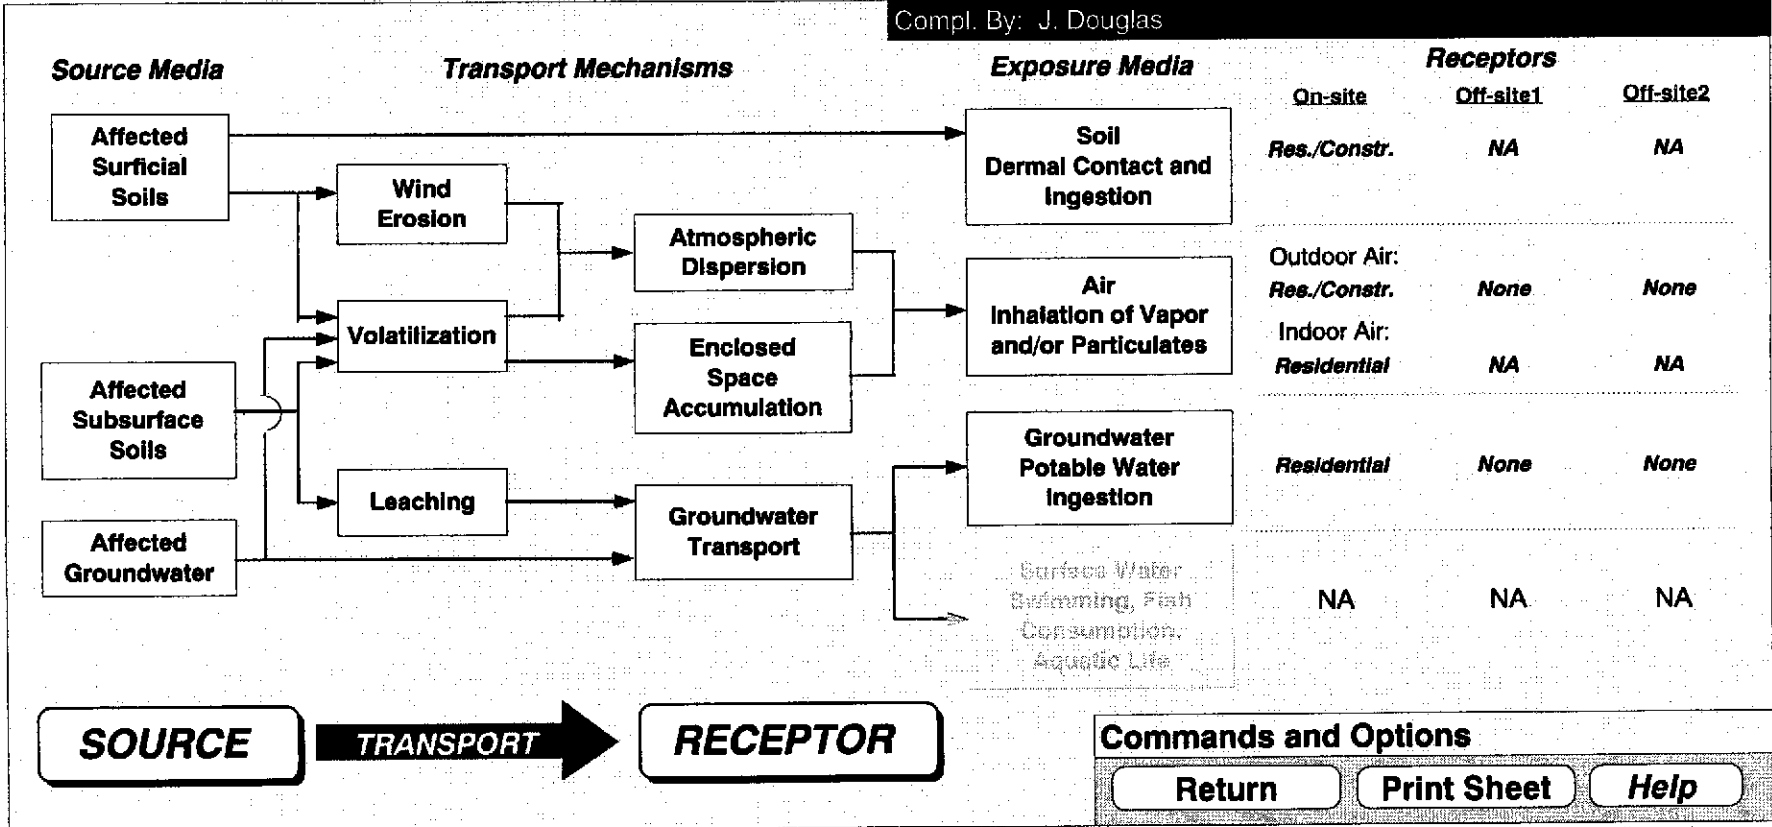 Compl. By: J. Douglas
Source Media
Transport Mechanisms
Exposure Media
Receptors
On-site
Off-site1
Off-site2
Affected
Surficial
Soils
Wind
Erosion
Volatilization
Atmospheric
Dispersion
Enclosed
Space
Accumulation
Affected
Subsurface
Soils
Leaching
Groundwater
Transport
Affected
Groundwater
Soil
Dermal Contact and
Ingestion
Res./Constr.
NA
NA
Air
Inhalation of Vapor
and/or Particulates
Outdoor Air:
Res./Constr.
None
None
Indoor Air:
Residential
NA
NA
Groundwater
Potable Water
Ingestion
Residential
None
None
Surface Water
Swimming, Fish
Consumption,
Aquatic Life
NA
NA
NA
SOURCE
TRANSPORT
RECEPTOR
Commands and Options
Return
Print Sheet
Help